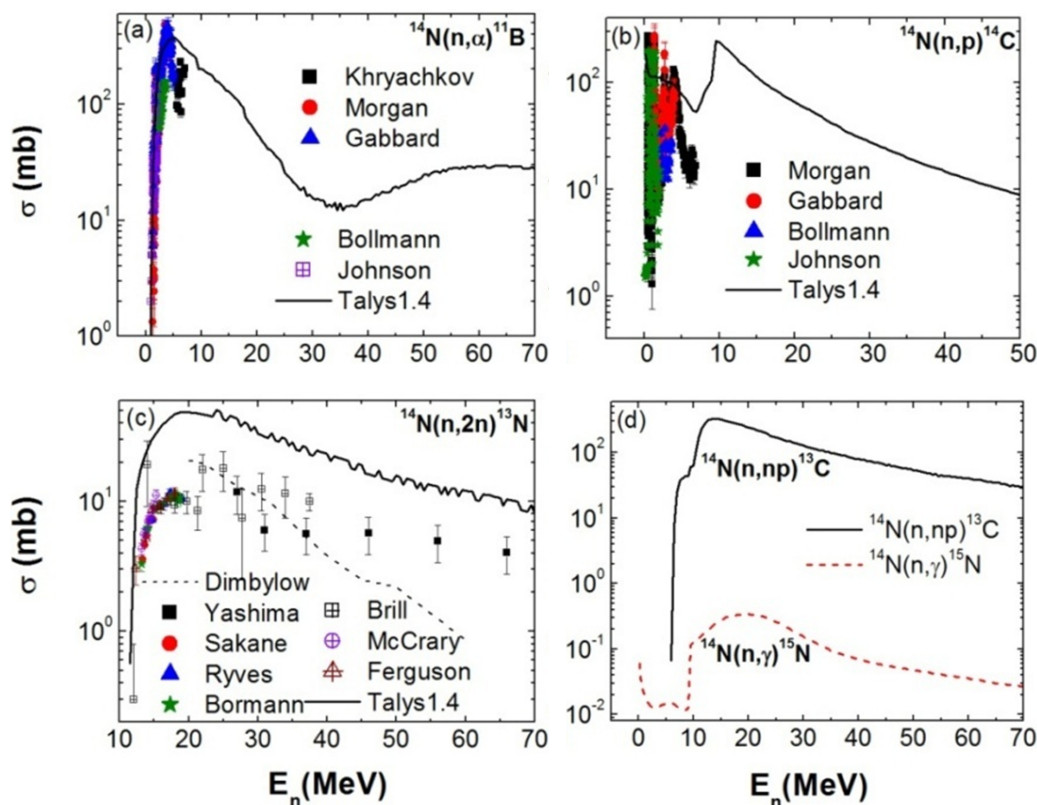 (a)
¹⁴N(n,α)¹¹B
Khryachkov
Morgan
Gabbard
Bollmann
Johnson
Talys1.4
10²
10¹
10⁰
0 10 20 30 40 50 60 70
σ (mb)
(b)
¹⁴N(n,p)¹⁴C
Morgan
Gabbard
Bollmann
Johnson
Talys1.4
10²
10¹
10⁰
0 10 20 30 40 50
(c)
¹⁴N(n,2n)¹³N
Dimbylow
Yashima
Sakane
Ryves
Bormann
Brill
McCrary
Ferguson
Talys1.4
10¹
10⁰
10 20 30 40 50 60 70
σ (mb)
Eₙ(MeV)
(d)
¹⁴N(n,np)¹³C
¹⁴N(n,np)¹³C
¹⁴N(n,γ)¹⁵N
¹⁴N(n,γ)¹⁵N
10²
10¹
10⁰
10⁻¹
10⁻²
0 10 20 30 40 50 60 70
Eₙ(MeV)